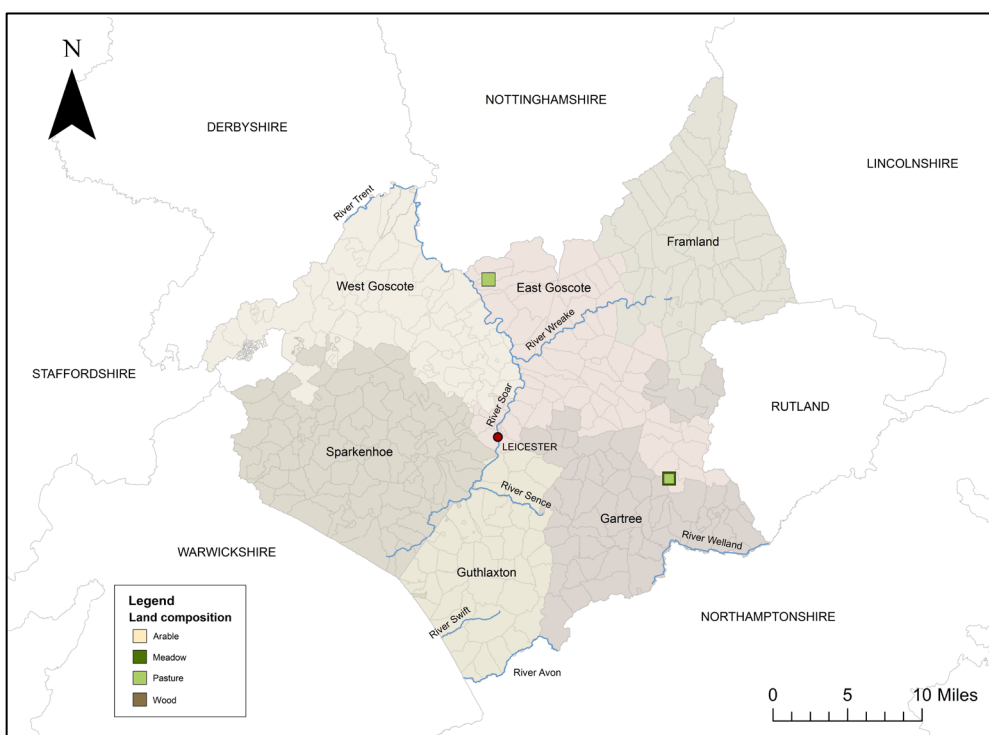 N
NOTTINGHAMSHIRE
DERBYSHIRE
LINCOLNSHIRE
River Trent
Framland
West Goscote
East Goscote
River Wreake
STAFFORDSHIRE
RUTLAND
River Soar
LEICESTER
Sparkenhoe
River Sence
Gartree
River Welland
WARWICKSHIRE
Guthlaxton
NORTHAMPTONSHIRE
River Swift
River Avon
Legend
Land composition
Arable
Meadow
Pasture
Wood
0 5 10 Miles